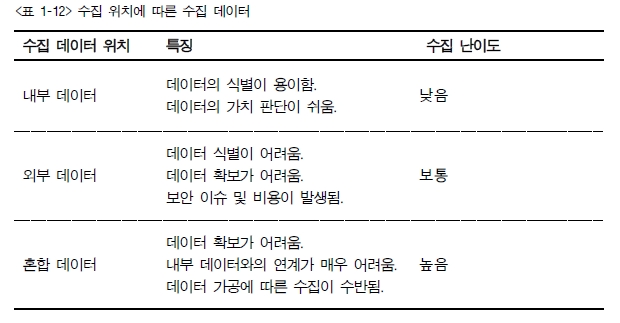 <표 1-12> 수집 위치에 따른 수집 데이터
수집 데이터 위치 특징 수집 난이도
데이터의 식별이 용이함.
내부 데이터 낮음
데이터의 가치 판단이 쉬움.
데이터 식별이 어려움.
외부 데이터 데이터 확보가 어려움. 보통
보안 이슈 및 비용이 발생됨.
데이터 확보가 어려움.
혼합 데이터 내부 데이터와의 연계가 매우 어려움. 높음
데이터 가공에 따른 수집이 수반됨.